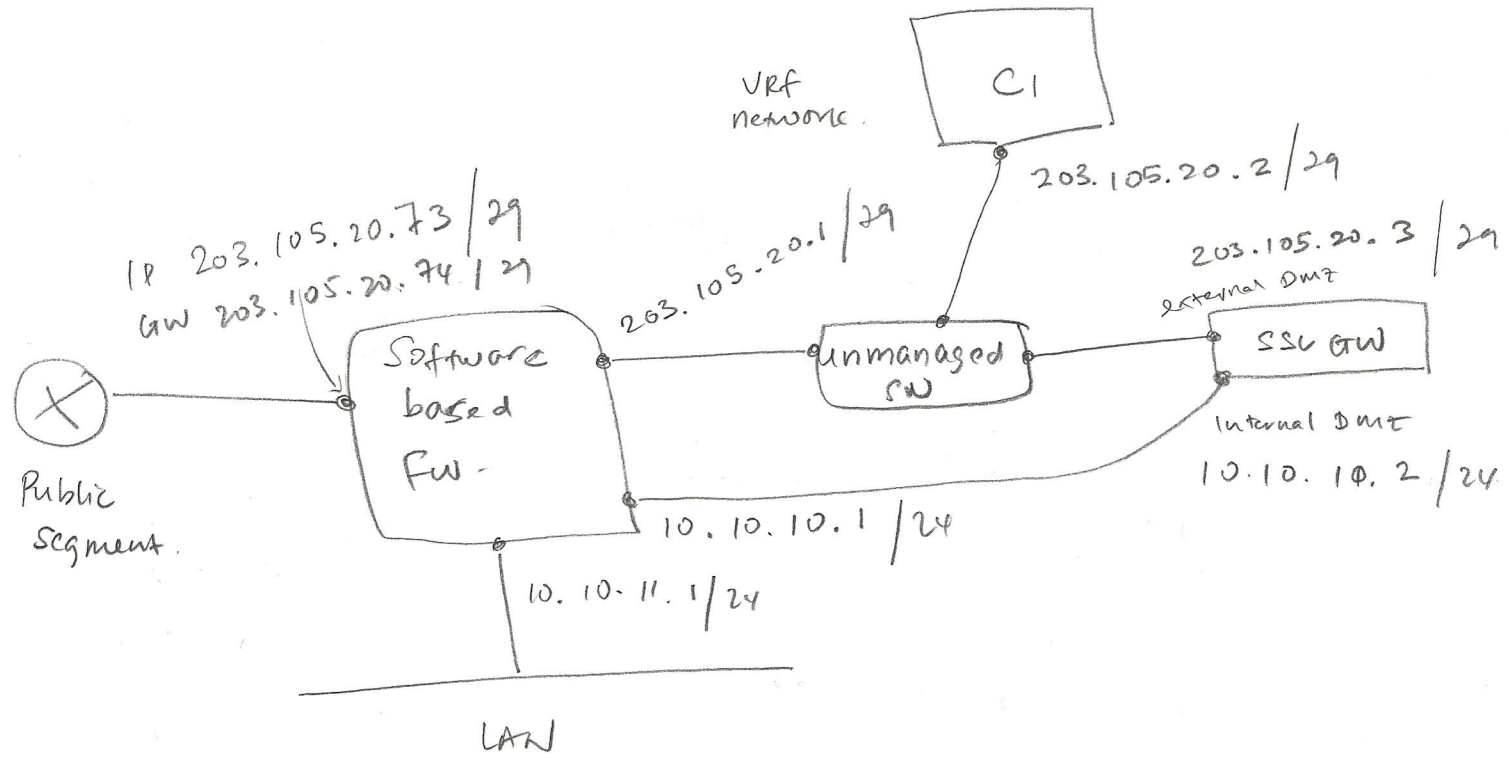 VRF
network.
C1
203.105.20.2/29
IP 203.105.20.73/29
GW 203.105.20.74/29
203.105.20.1/29
203.105.20.3/29
external DMZ
Software
based
FW.
unmanaged
SW
SSL GW
Internal DMZ
10.10.10.2/24
Public
Segment.
10.10.10.1/24
10.10.11.1/24
LAN